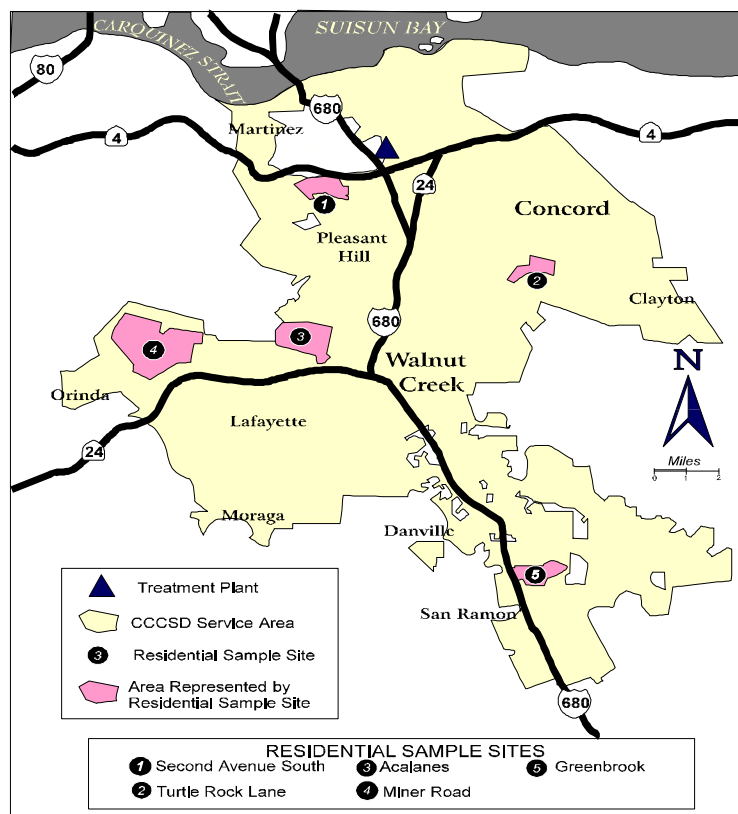 SUISUN BAY
CARQUINEZ STRAIT
80
680
Martinez
4
4
24
1
Concord
Pleasant
Hill
2
Clayton
680
3
4
Walnut
Creek
N
Orinda
Lafayette
24
Miles
0 1 2
Moraga
Danville
5
San Ramon
680
Treatment Plant
CCCSD Service Area
3 Residential Sample Site
Area Represented by
Residential Sample Site
RESIDENTIAL SAMPLE SITES
1 Second Avenue South 3 Acalanes 5 Greenbrook
2 Turtle Rock Lane 4 Miner Road